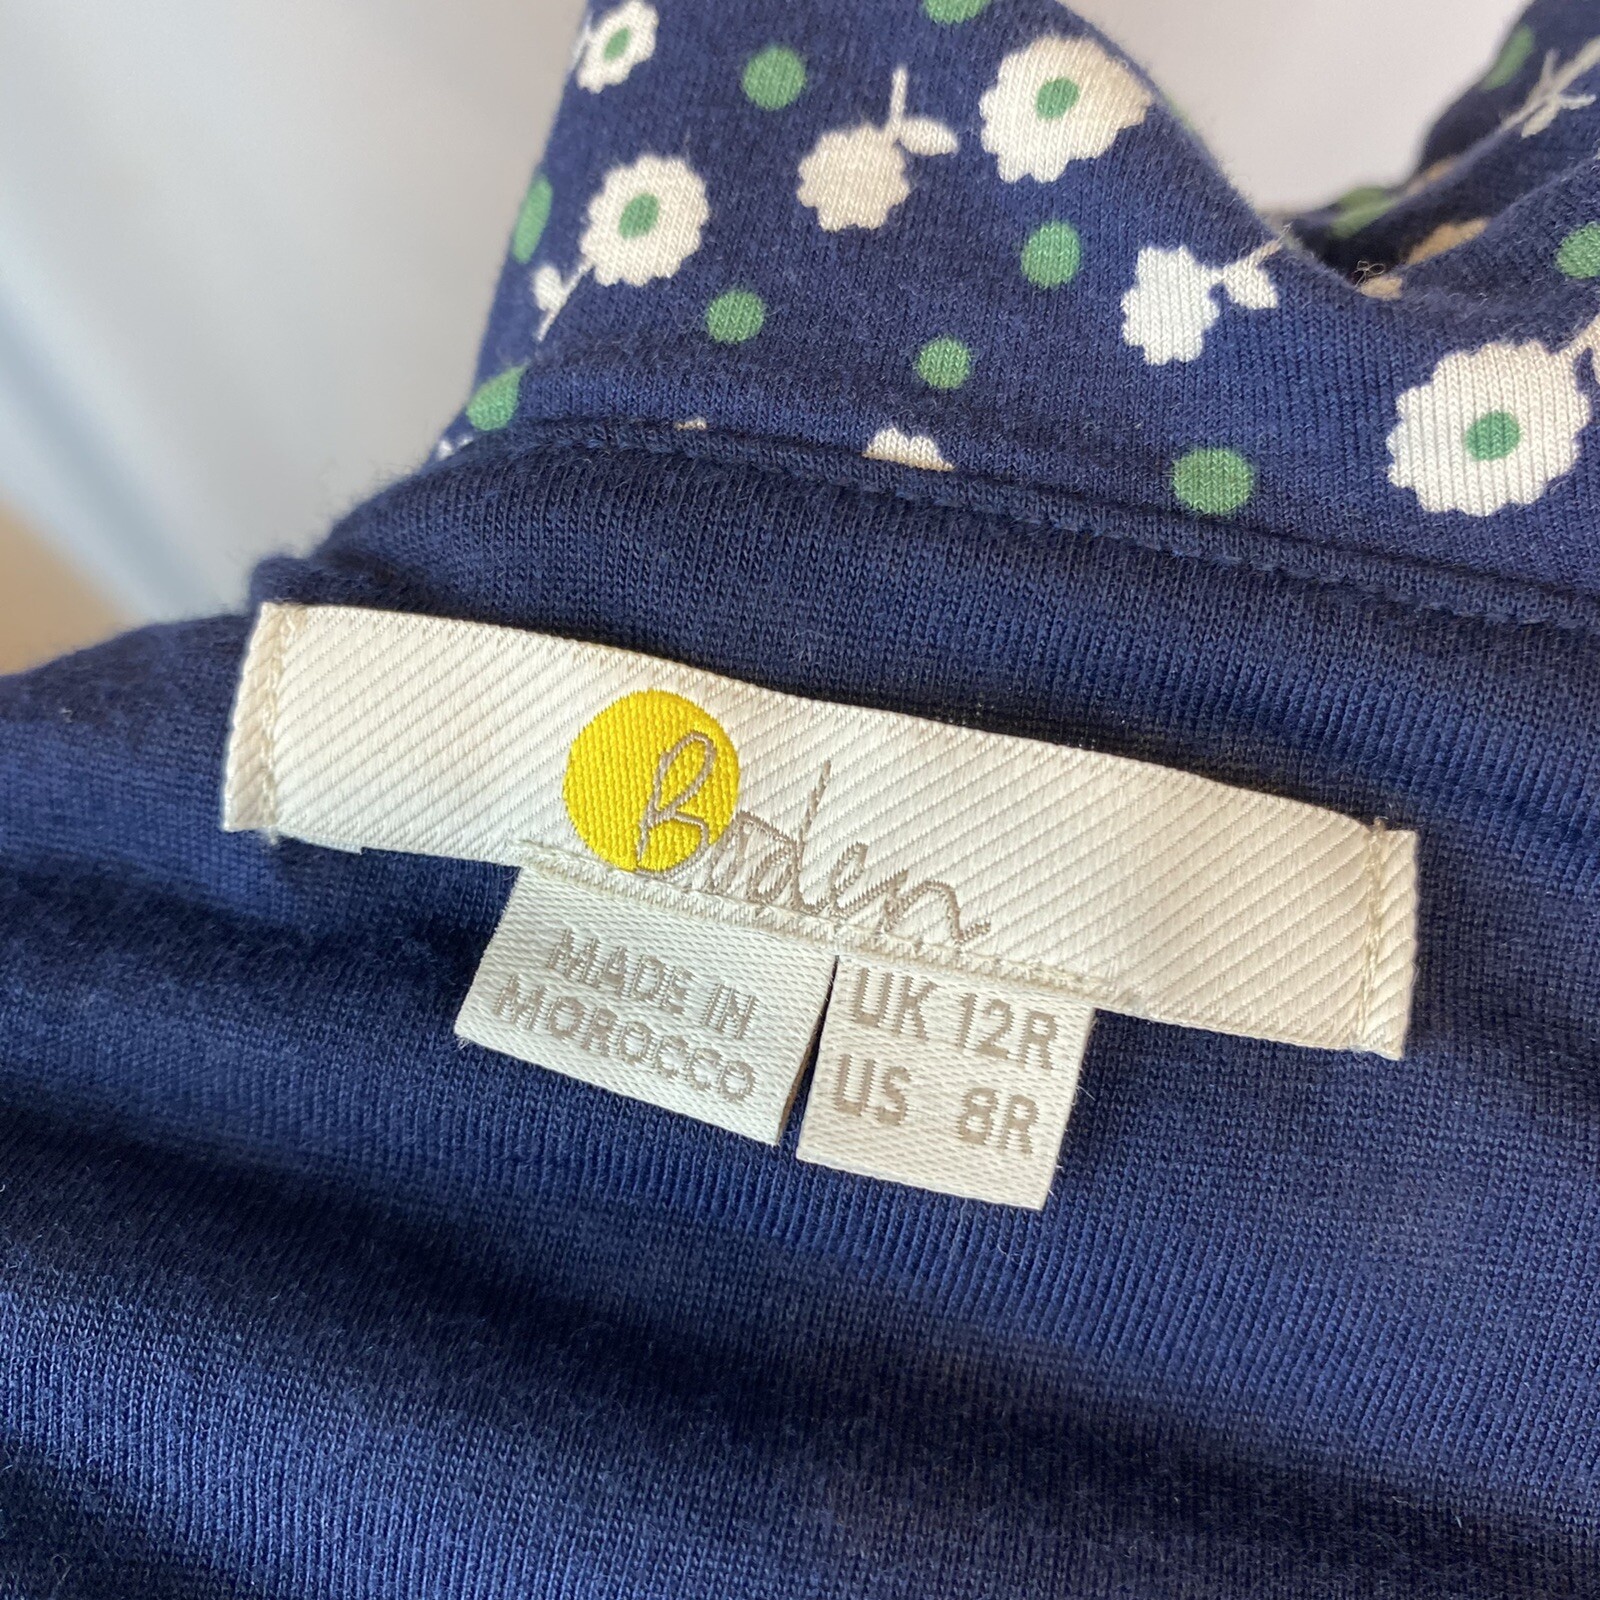 Boden
MADE IN
MOROCCO
UK 12R
US 8R